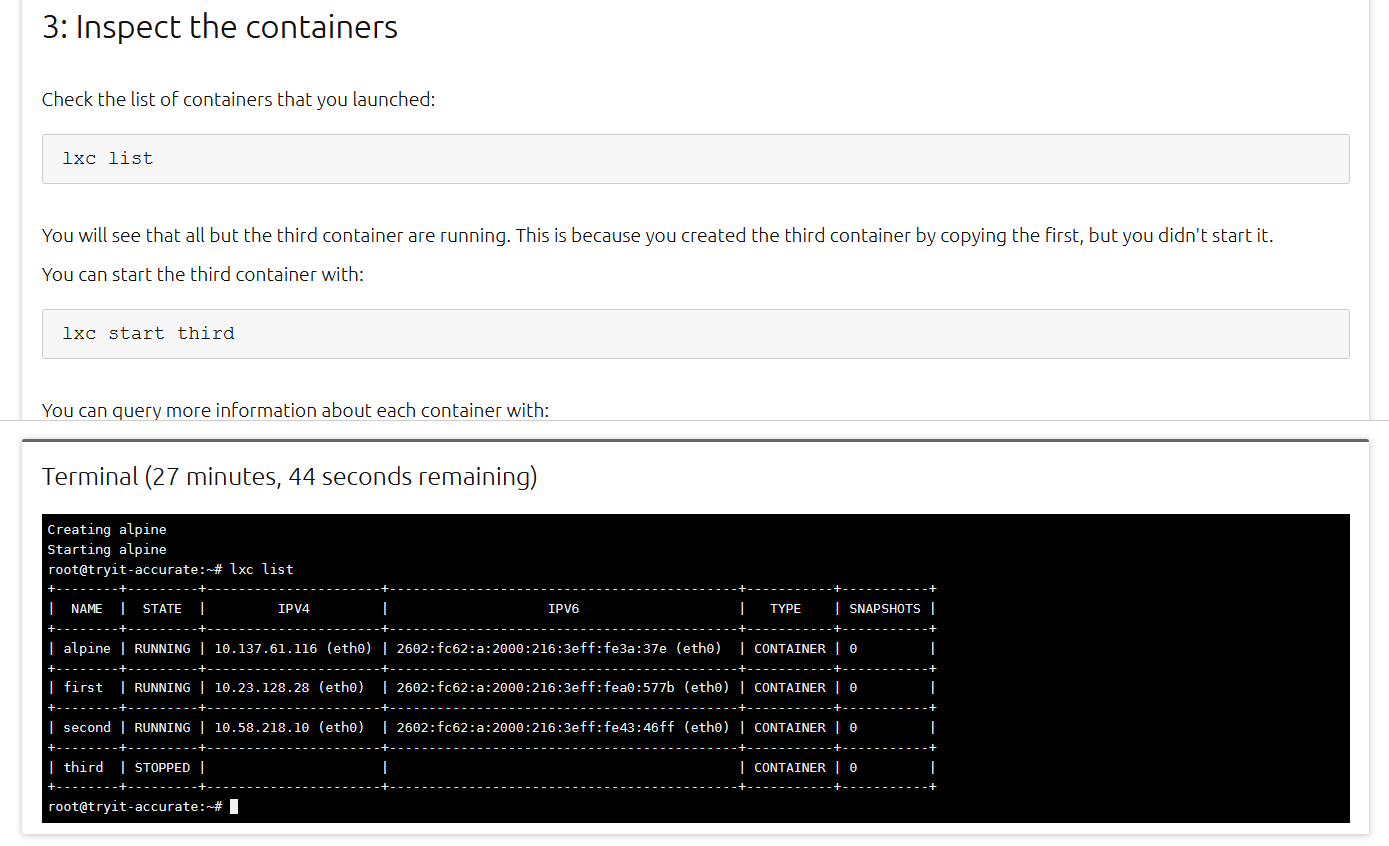 3: Inspect the containers
Check the list of containers that you launched:
lxc list
You will see that all but the third container are running. This is because you created the third container by copying the first, but you didn't start it.
You can start the third container with:
lxc start third
You can query more information about each container with:
Terminal (27 minutes, 44 seconds remaining)
Creating alpine
Starting alpine
root@tryit-accurate:~# lxc list
+--------+---------+----------------------+--------------------------------------------+-----------+-----------+
|  NAME  |  STATE  |         IPV4         |                    IPV6                    |   TYPE    | SNAPSHOTS |
+--------+---------+----------------------+--------------------------------------------+-----------+-----------+
| alpine | RUNNING | 10.137.61.116 (eth0) | 2602:fc62:a:2000:216:3eff:fe3a:37e (eth0)  | CONTAINER | 0         |
+--------+---------+----------------------+--------------------------------------------+-----------+-----------+
| first  | RUNNING | 10.23.128.28 (eth0)  | 2602:fc62:a:2000:216:3eff:fea0:577b (eth0) | CONTAINER | 0         |
+--------+---------+----------------------+--------------------------------------------+-----------+-----------+
| second | RUNNING | 10.58.218.10 (eth0)  | 2602:fc62:a:2000:216:3eff:fe43:46ff (eth0) | CONTAINER | 0         |
+--------+---------+----------------------+--------------------------------------------+-----------+-----------+
| third  | STOPPED |                      |                                            | CONTAINER | 0         |
+--------+---------+----------------------+--------------------------------------------+-----------+-----------+
root@tryit-accurate:~#